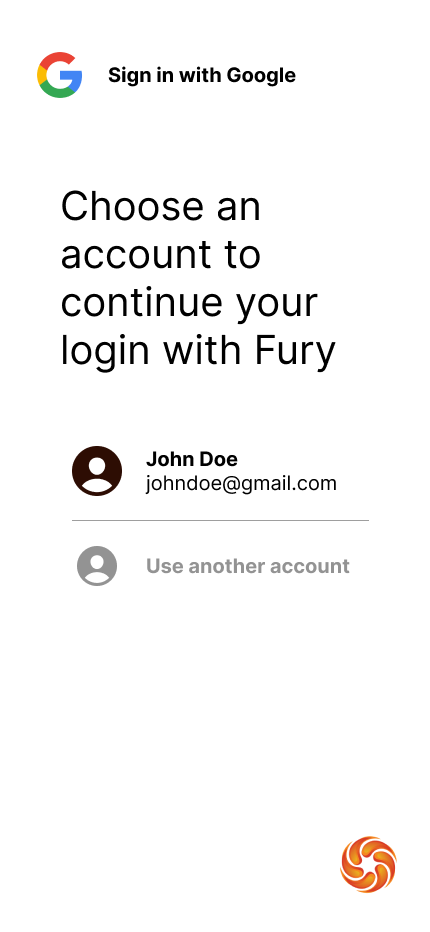 Sign in with Google
Choose an
account to
continue your
login with Fury
John Doe
johndoe@gmail.com
Use another account